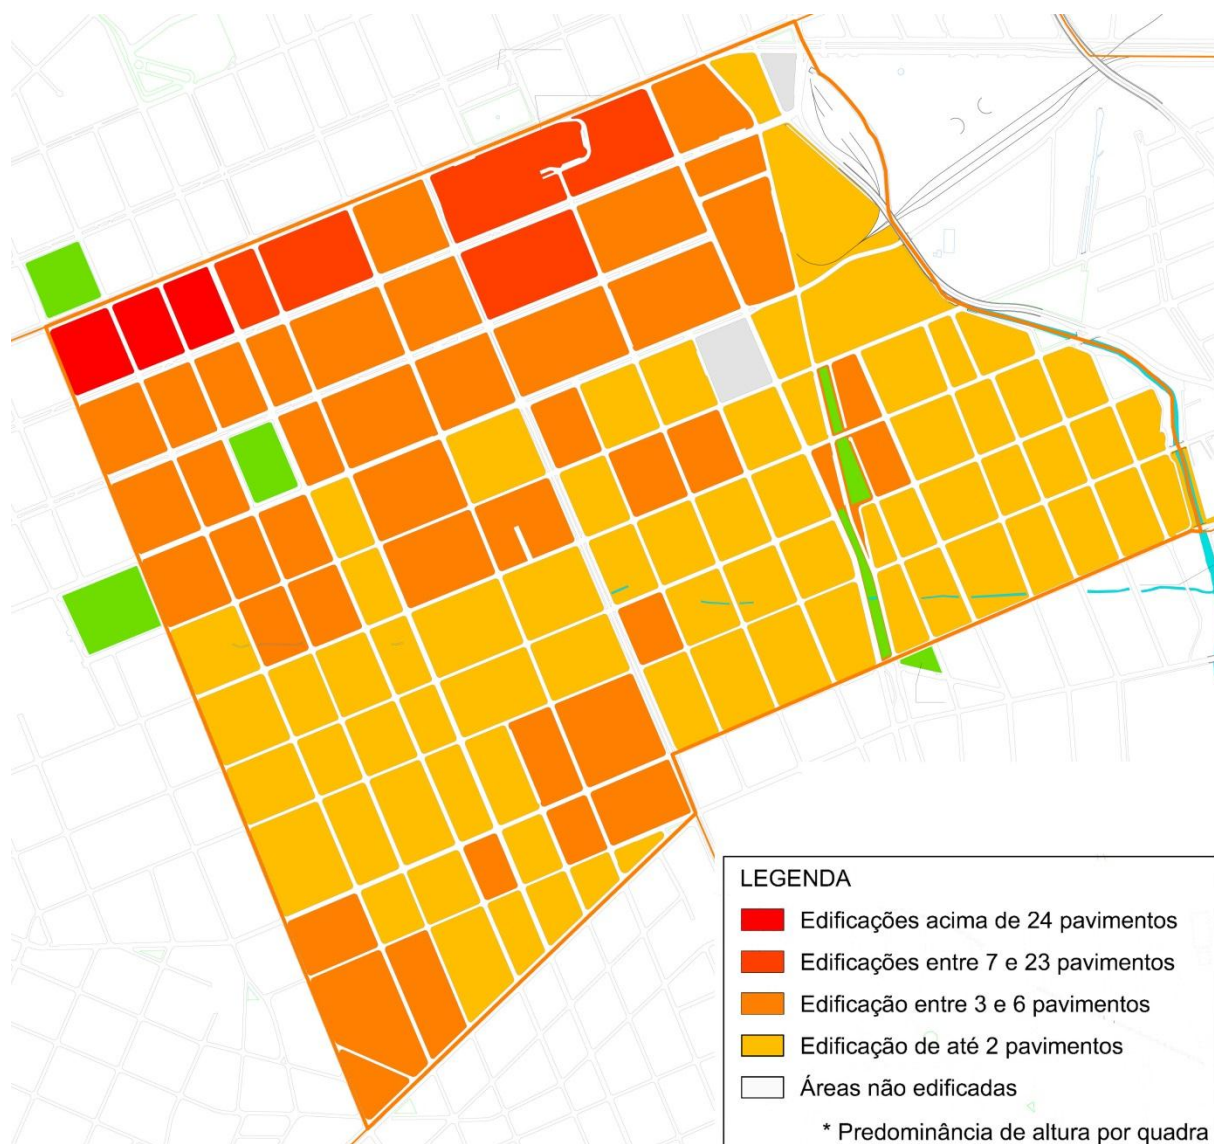 LEGENDA
Edificações acima de 24 pavimentos
Edificações entre 7 e 23 pavimentos
Edificação entre 3 e 6 pavimentos
Edificação de até 2 pavimentos
Áreas não edificadas
* Predominância de altura por quadra